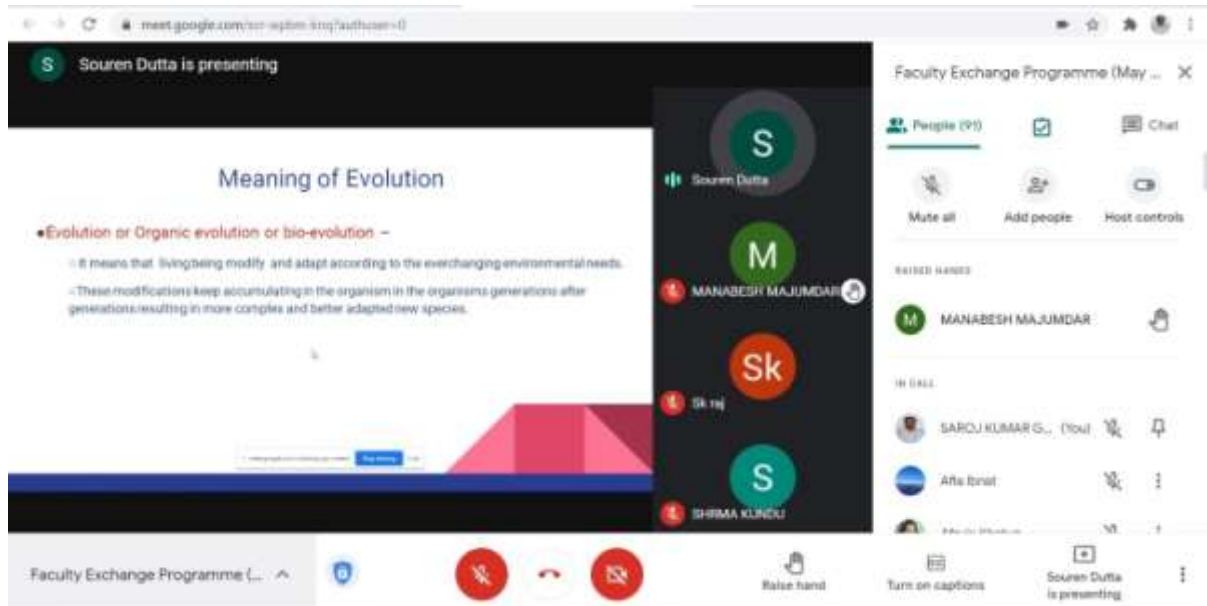 meet.google.com/
Souren Dutta is presenting
Meaning of Evolution
•Evolution or Organic evolution or bio-evolution –
It means that livingbeing modify and adapt according to the everchanging environmental needs.
These modifications keep accumulating in the organism in the organisms generations after
generations resulting in more complex and better adapted new species.
S
S
Souren Dutta
M
MANABESH MAJUMDAR
Sk
Sk raj
S
SHRMA KUNDU
Faculty Exchange Programme (May ...
People (91)
Chat
Mute all
Add people
Host controls
RAISED HANDS
M
MANABESH MAJUMDAR
IN CALL
SAROJ KUMAR G... (You)
Afia Ibnat
Faculty Exchange Programme (...
Raise hand
Turn on captions
Souren Dutta
is presenting